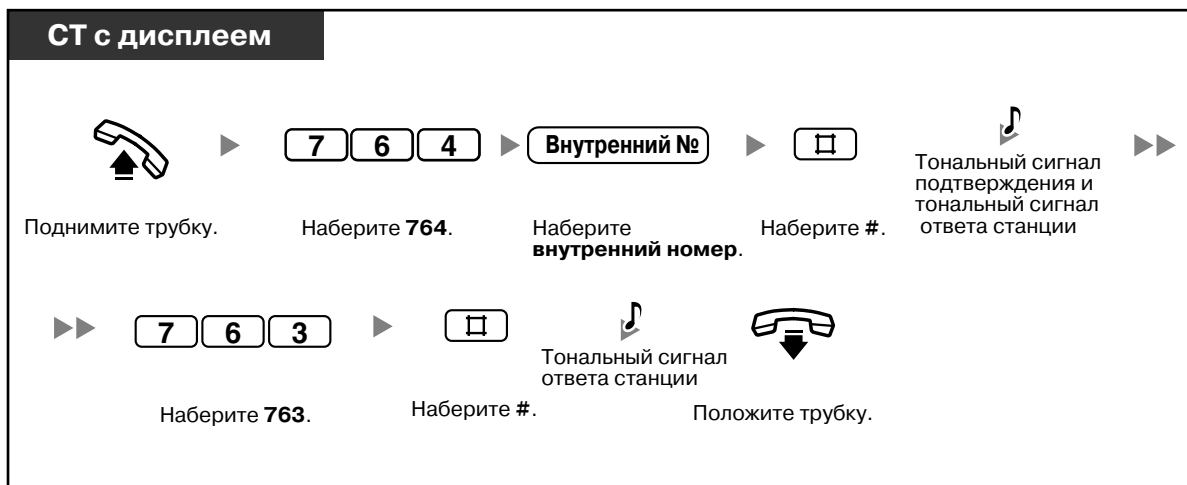 СТ с дисплеем
7 6 4
Внутренний №
Тональный сигнал
подтверждения и
тональный сигнал
ответа станции
Поднимите трубку.
Наберите 764.
Наберите
внутренний номер.
Наберите #.
7 6 3
Тональный сигнал
ответа станции
Наберите 763.
Наберите #.
Положите трубку.